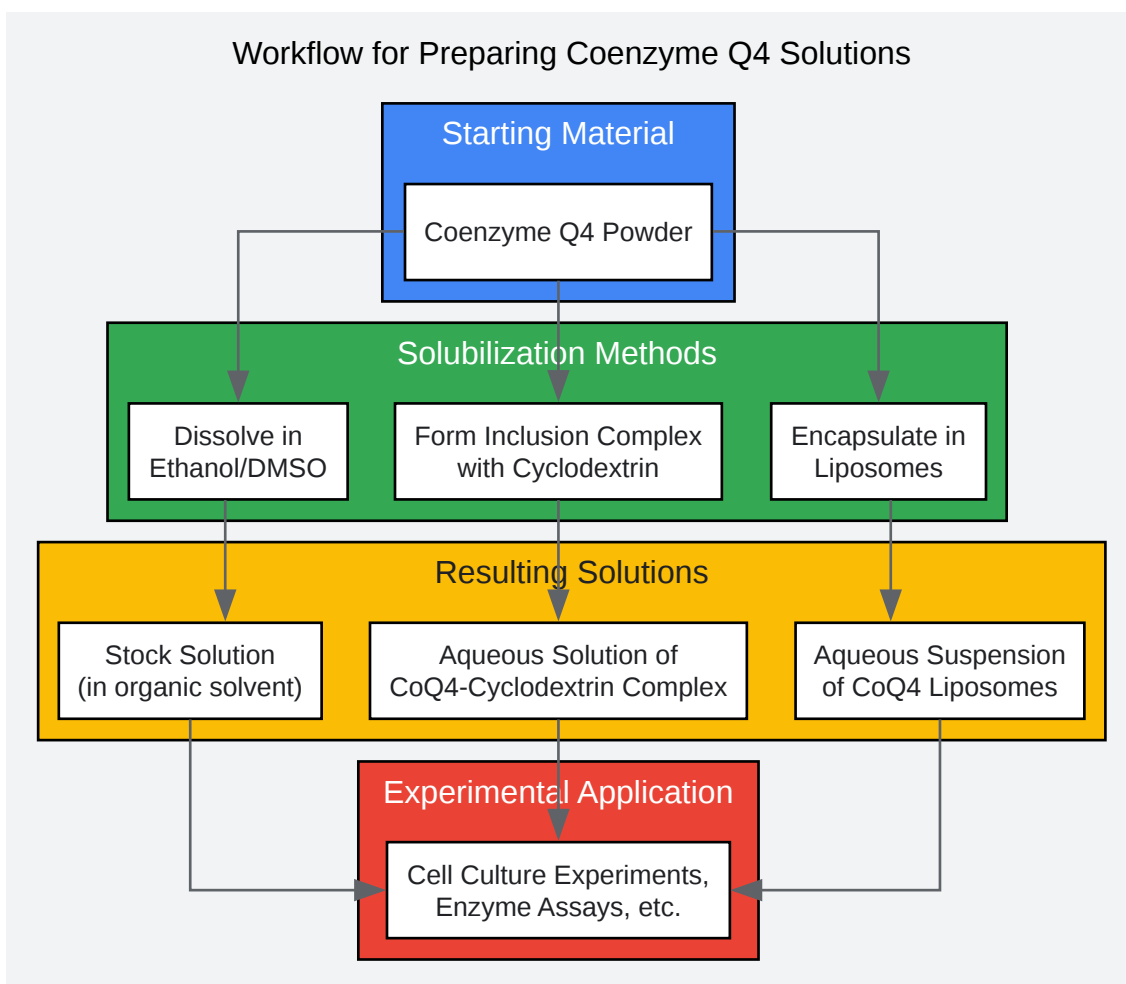 Workflow for Preparing Coenzyme Q4 Solutions
Starting Material
Coenzyme Q4 Powder
Solubilization Methods
Dissolve in
Ethanol/DMSO
Form Inclusion Complex
with Cyclodextrin
Encapsulate in
Liposomes
Resulting Solutions
Stock Solution
(in organic solvent)
Aqueous Solution of
CoQ4-Cyclodextrin Complex
Aqueous Suspension
of CoQ4 Liposomes
Experimental Application
Cell Culture Experiments,
Enzyme Assays, etc.